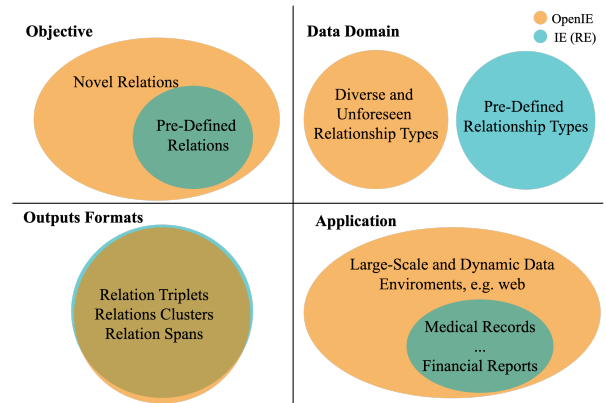 Objective
Novel Relations
Pre-Defined
Relations
Data Domain
OpenIE
IE (RE)
Diverse and
Unforeseen
Relationship Types
Pre-Defined
Relationship Types
Outputs Formats
Relation Triplets
Relations Clusters
Relation Spans
Application
Large-Scale and Dynamic Data
Enviroments, e.g. web
Medical Records
...
Financial Reports